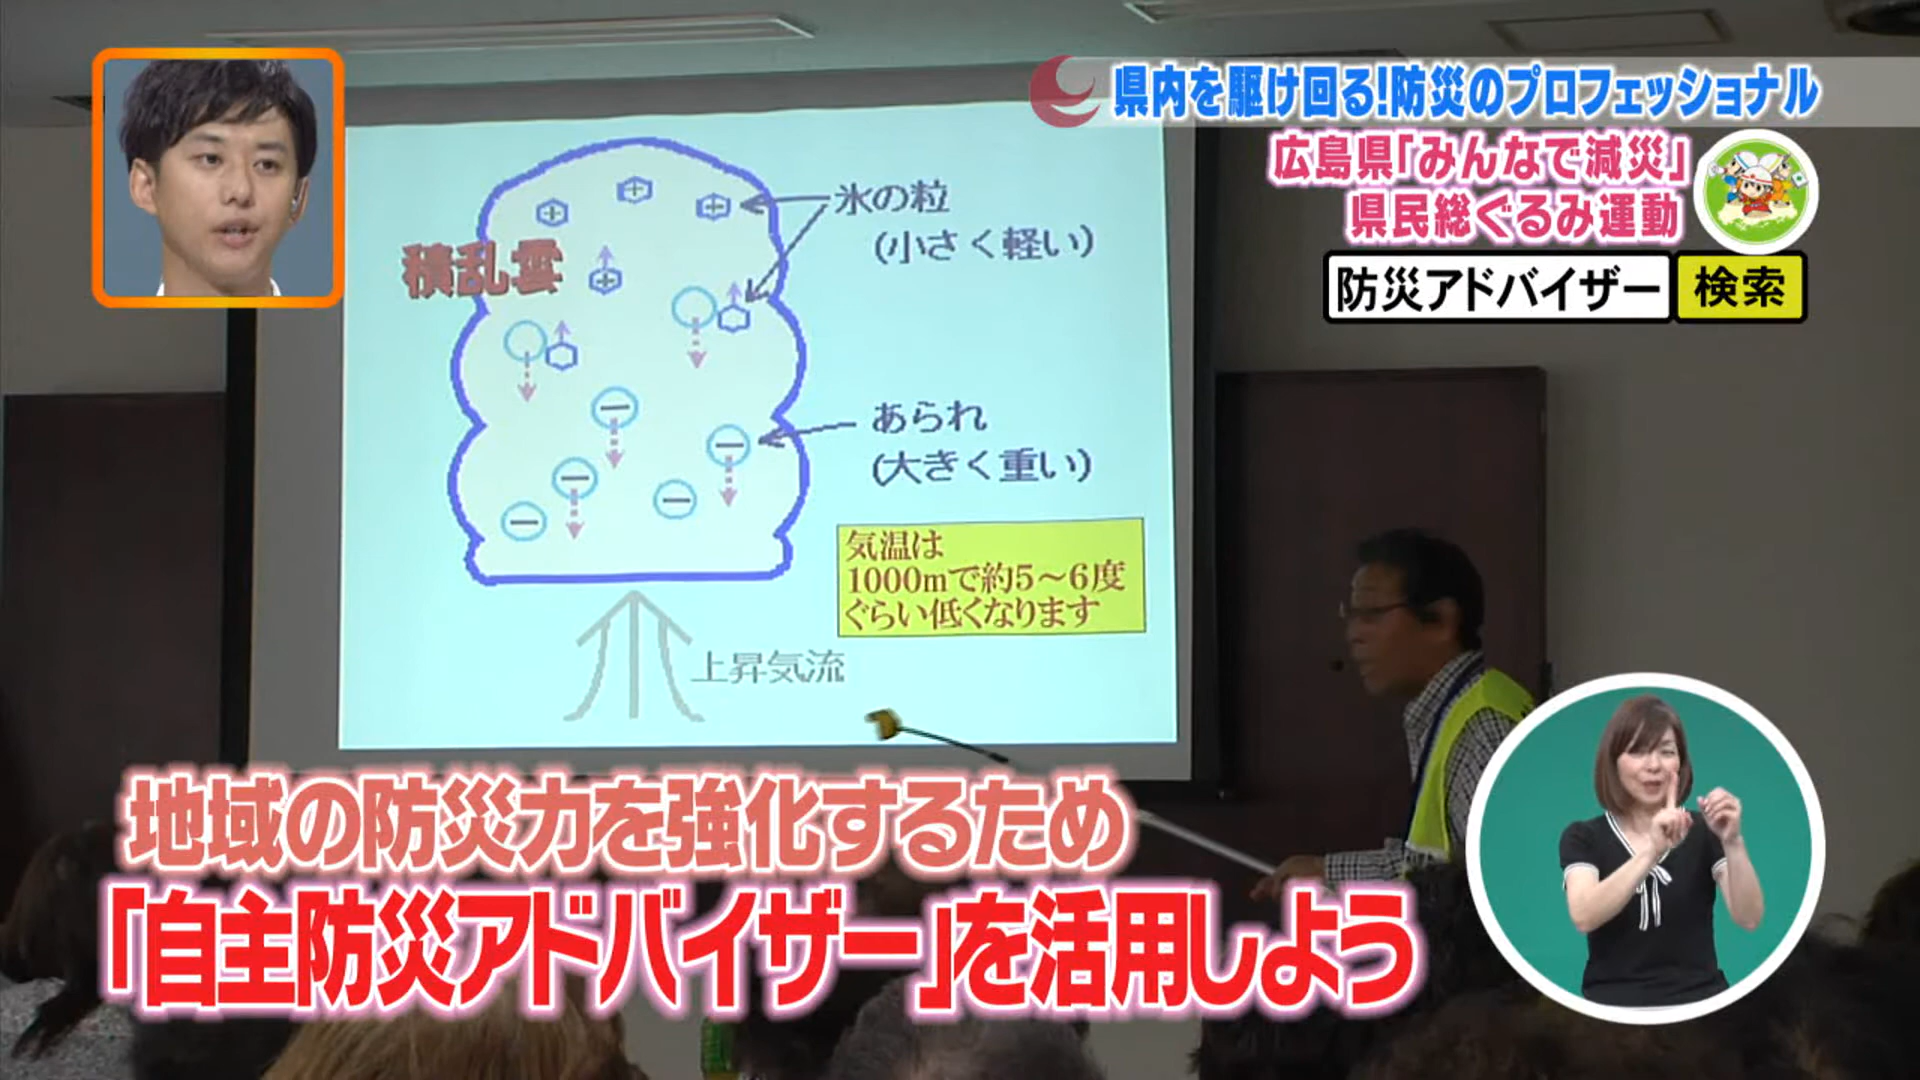 県内を駆け回る!防災のプロフェッショナル
広島県「みんなで減災」
県民総ぐるみ運動
防災アドバイザー 検索
積乱雲
氷の粒
(小さく軽い)
あられ
(大きく重い)
気温は
1000mで約5〜6度
ぐらい低くなります
上昇気流
地域の防災力を強化するため
「自主防災アドバイザー」を活用しよう